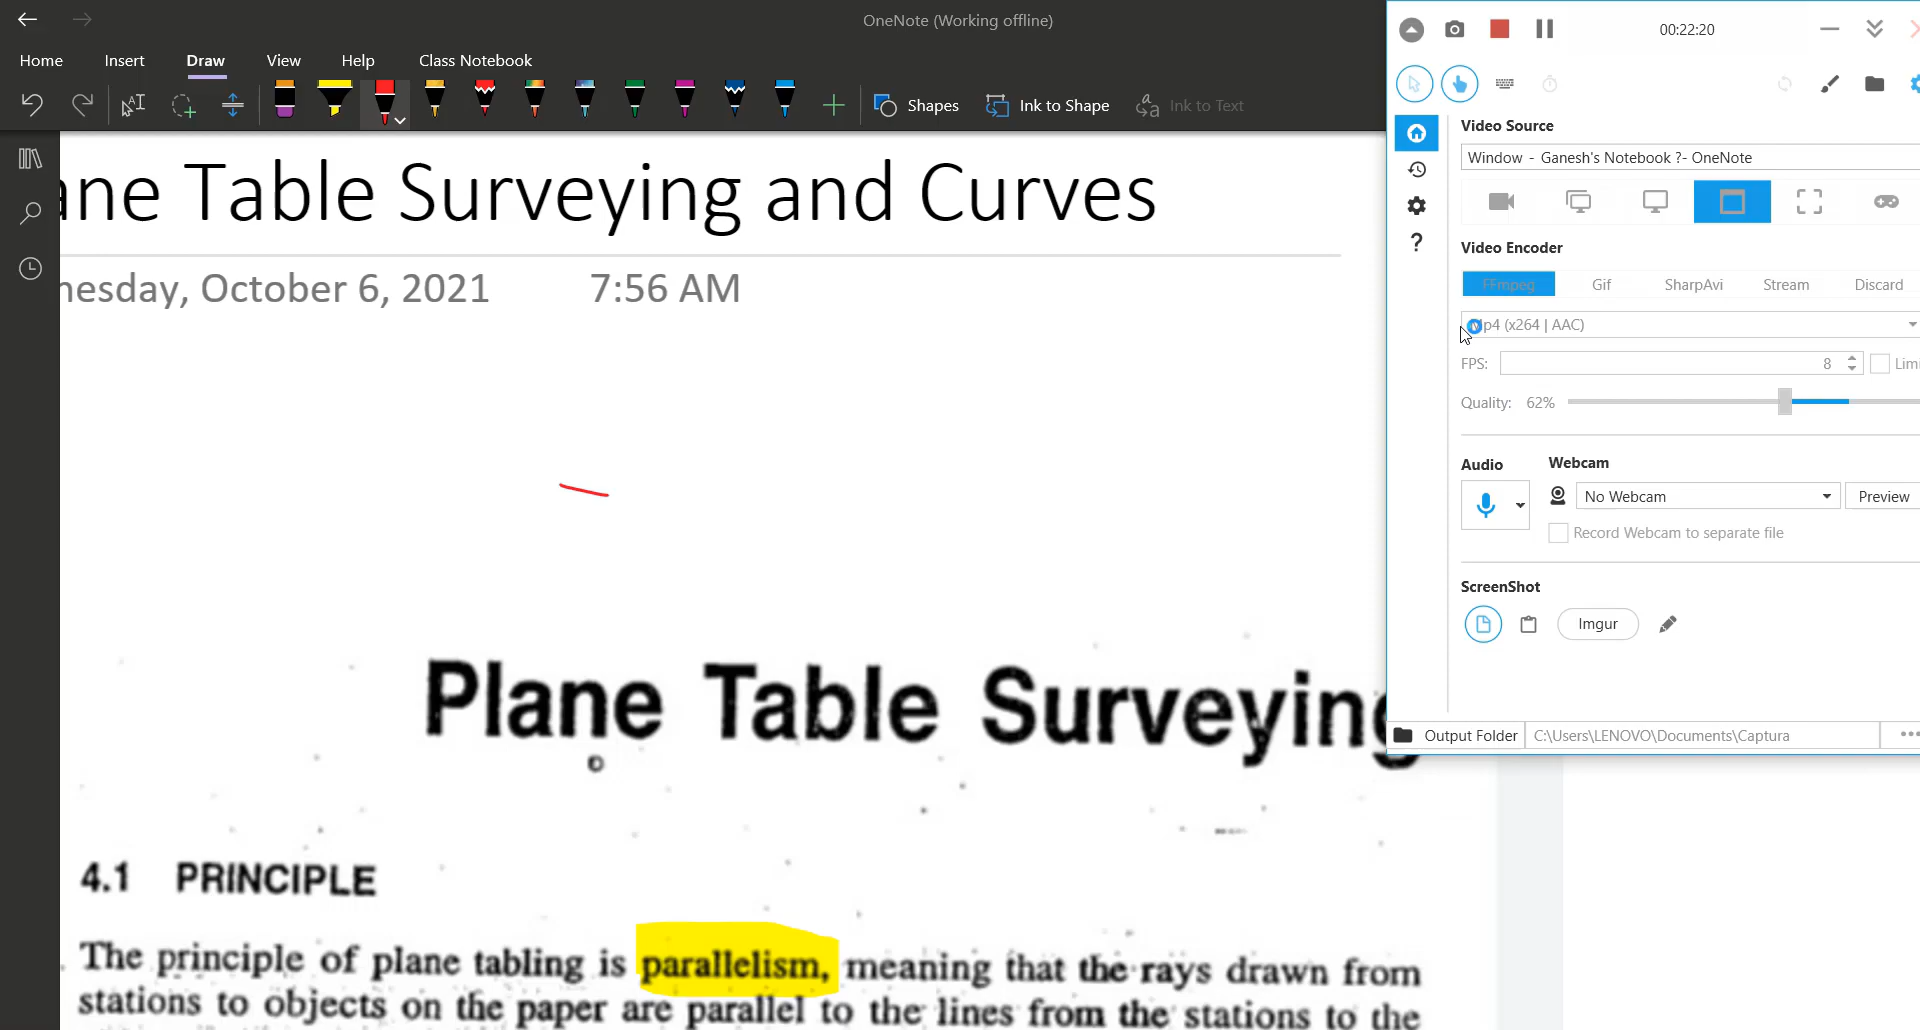 OneNote (Working offline)
Home Insert Draw View Help Class Notebook
Shapes Ink to Shape Ink to Text
ane Table Surveying and Curves
nesday, October 6, 2021 7:56 AM
Plane Table Surveying
4.1 PRINCIPLE
The principle of plane tabling is parallelism, meaning that the rays drawn from
stations to objects on the paper are parallel to the lines from the stations to the
00:22:20
Video Source
Window - Ganesh's Notebook ?- OneNote
Video Encoder
FFmpeg Gif SharpAvi Stream Discard
Mp4 (x264 | AAC)
FPS: 8 Limi
Quality: 62%
Audio Webcam
No Webcam Preview
Record Webcam to separate file
ScreenShot
Imgur
Output Folder C:\Users\LENOVO\Documents\Captura